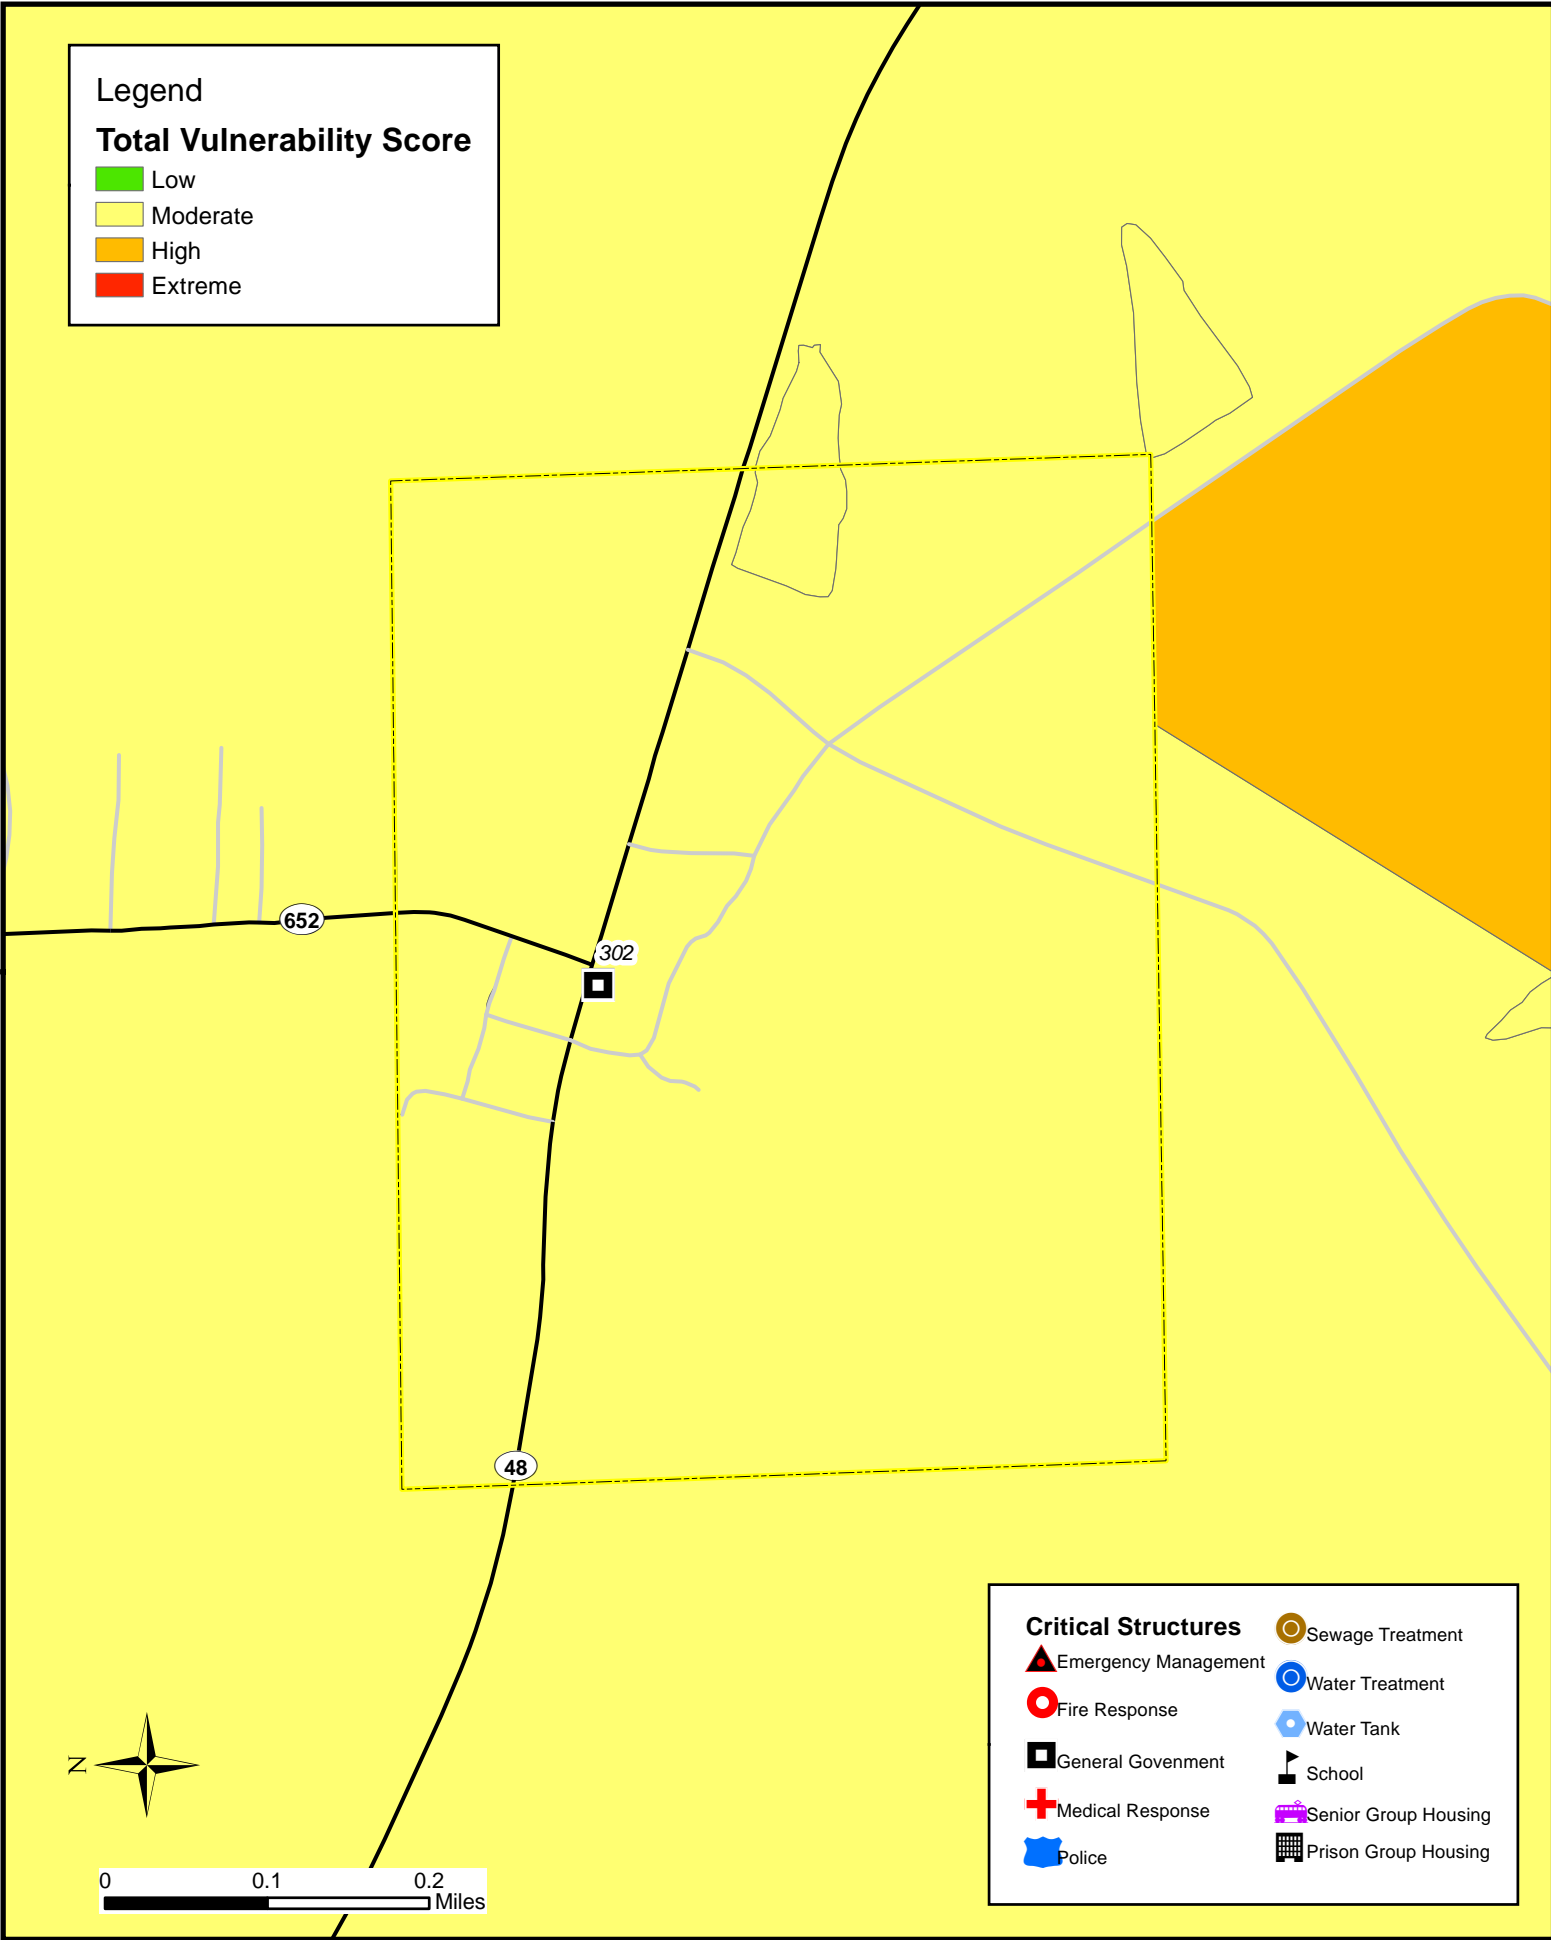 Legend
Total Vulnerability Score
Low
Moderate
High
Extreme
652
302
48
Critical Structures
Emergency Management
Fire Response
General Govenment
Medical Response
Police
Sewage Treatment
Water Treatment
Water Tank
School
Senior Group Housing
Prison Group Housing
N
0 0.1 0.2
Miles